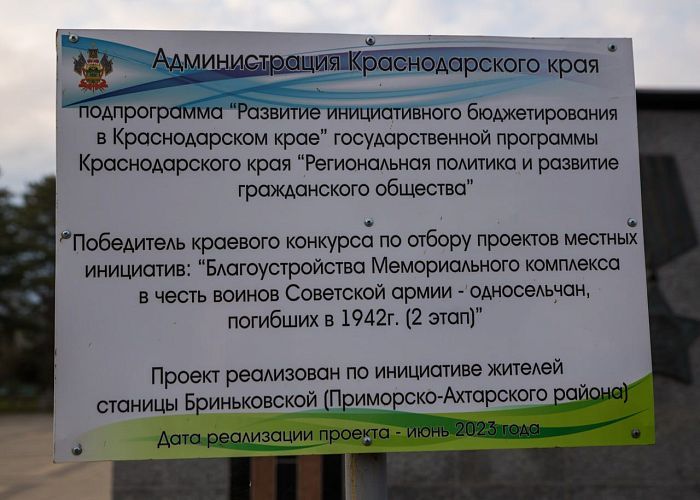 Администрация Краснодарского края
подпрограмма “Развитие инициативного бюджетирования
в Краснодарском крае” государственной программы
Краснодарского края “Региональная политика и развитие
гражданского общества”
Победитель краевого конкурса по отбору проектов местных
инициатив: “Благоустройства Мемориального комплекса
в честь воинов Советской армии - односельчан,
погибших в 1942г. (2 этап)”
Проект реализован по инициативе жителей
станицы Бриньковской (Приморско-Ахтарского района)
Дата реализации проекта - июнь 2023 года